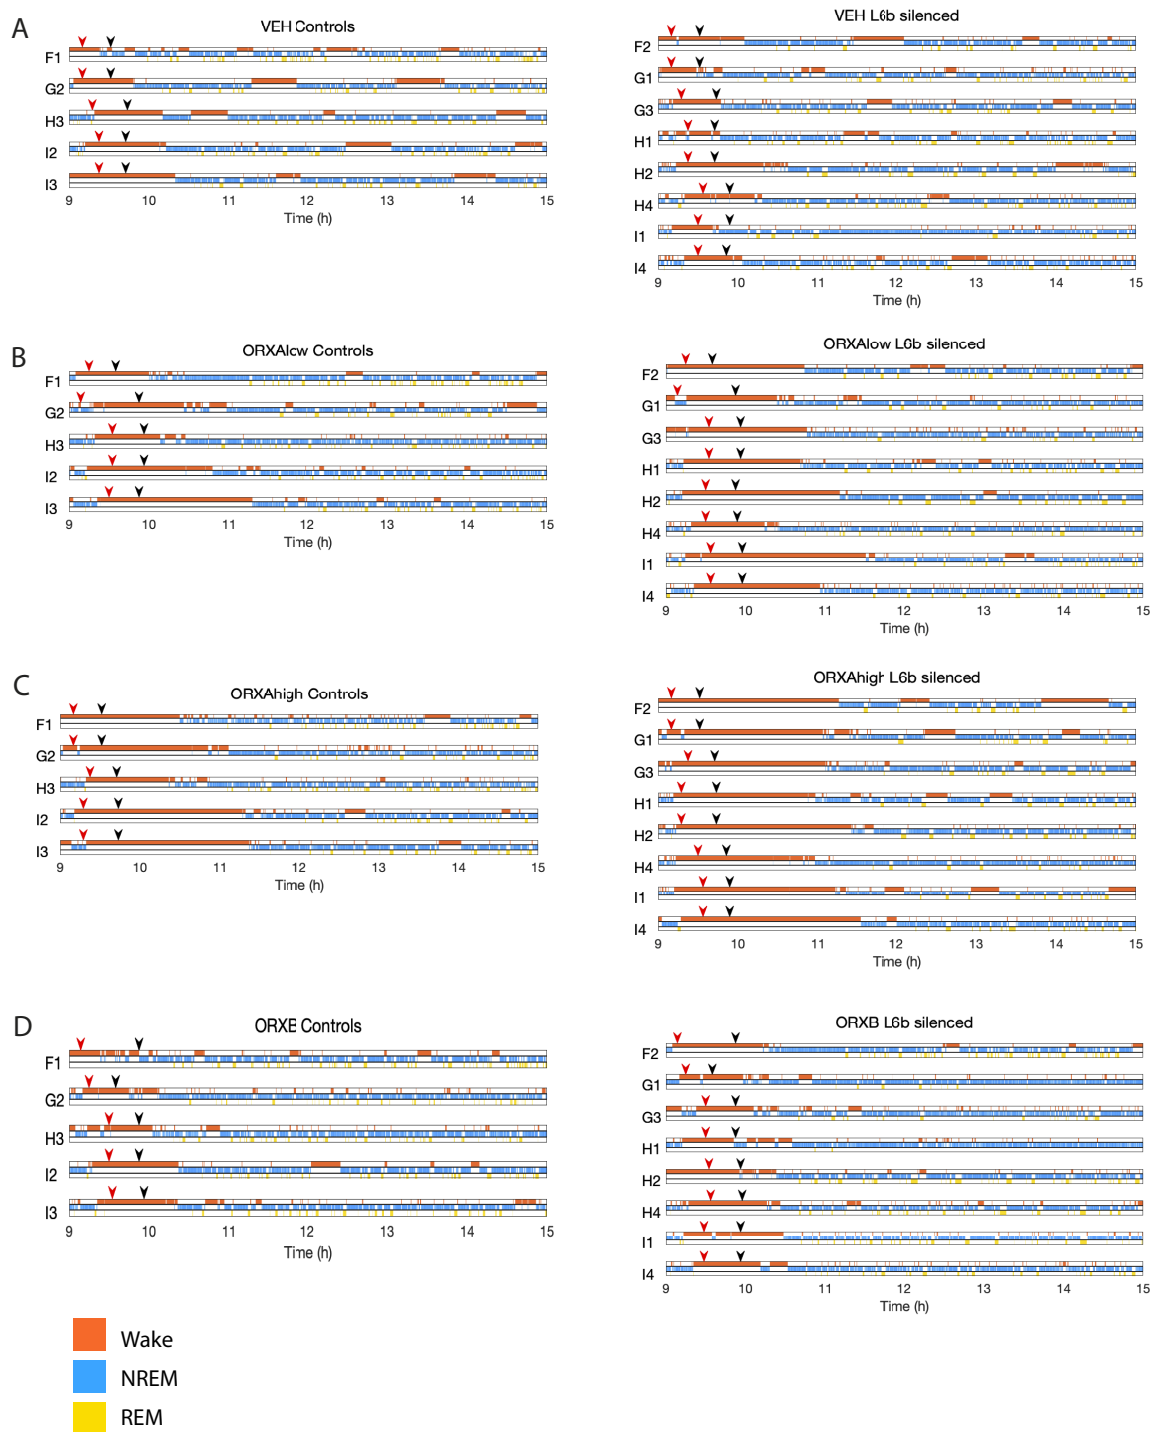 A
VEH Controls
F1
G2
H3
I2
I3
9 10 11 12 13 14 15
Time (h)
VEH L6b silenced
F2
G1
G3
H1
H2
H4
I1
I4
9 10 11 12 13 14 15
Time (h)
B
ORXAlow Controls
F1
G2
H3
I2
I3
9 10 11 12 13 14 15
Time (h)
ORXAlow L6b silenced
F2
G1
G3
H1
H2
H4
I1
I4
9 10 11 12 13 14 15
Time (h)
C
ORXAhigh Controls
F1
G2
H3
I2
I3
9 10 11 12 13 14 15
Time (h)
ORXAhigh L6b silenced
F2
G1
G3
H1
H2
H4
I1
I4
9 10 11 12 13 14 15
Time (h)
D
ORXB Controls
F1
G2
H3
I2
I3
9 10 11 12 13 14 15
Time (h)
ORXB L6b silenced
F2
G1
G3
H1
H2
H4
I1
I4
9 10 11 12 13 14 15
Time (h)
Wake
NREM
REM